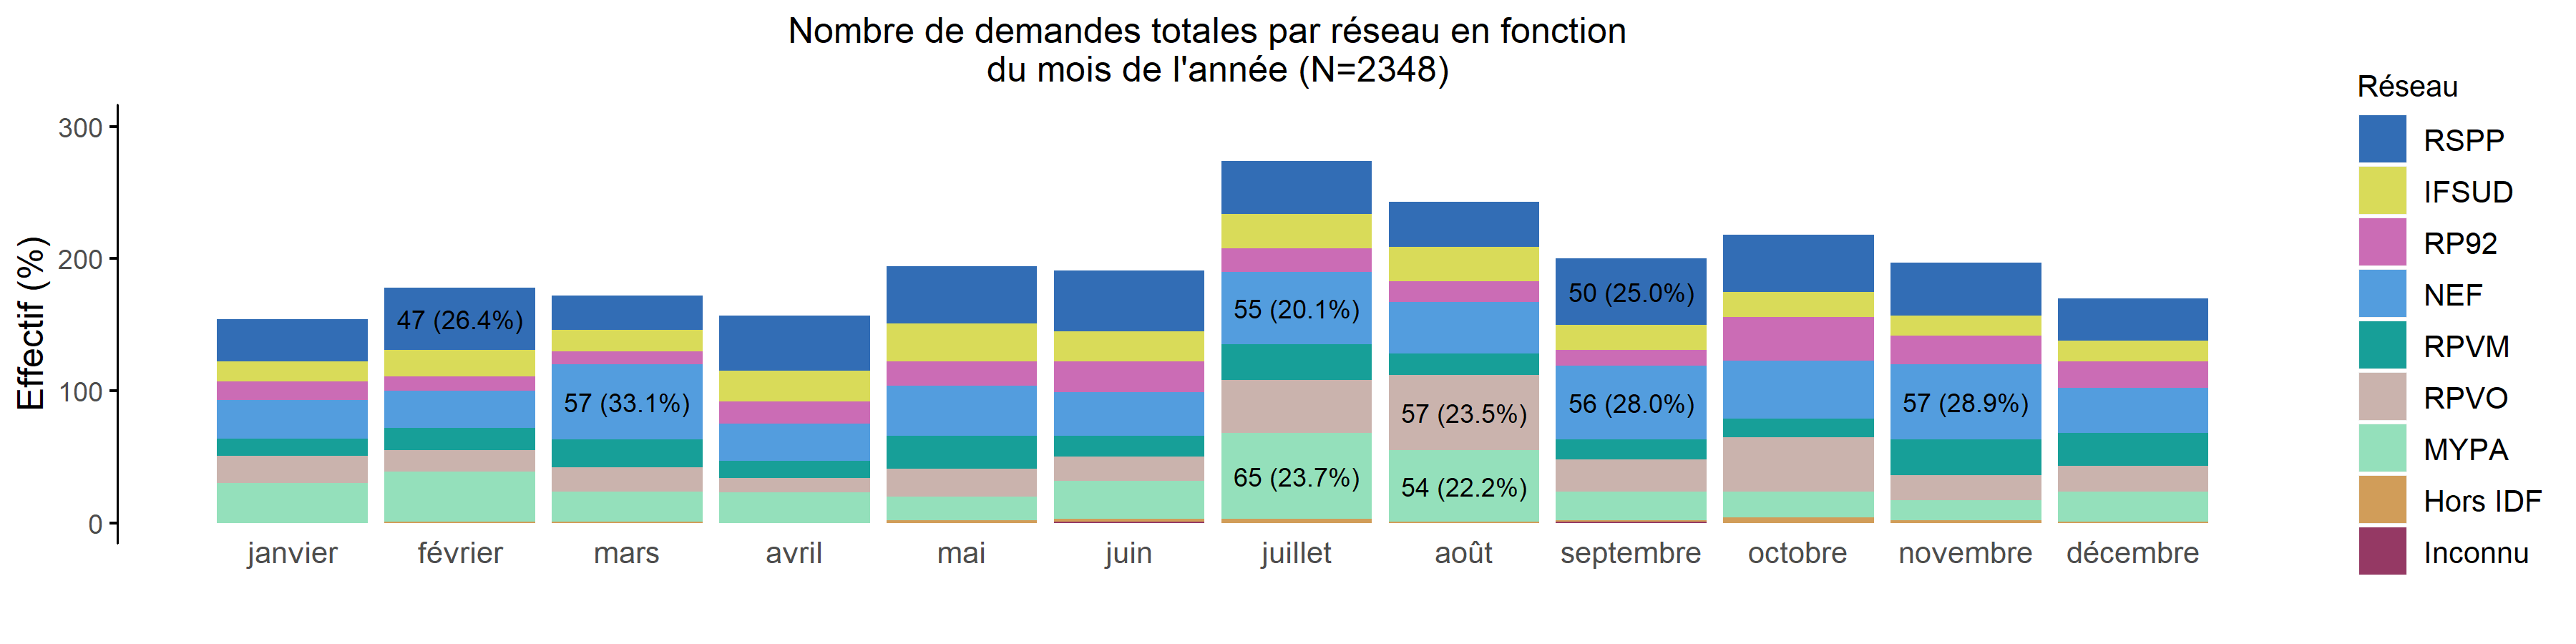 Nombre de demandes totales par réseau en fonction
du mois de l'année (N=2348)
Effectif (%)
300
200
100
0
47 (26.4%)
57 (33.1%)
55 (20.1%)
65 (23.7%)
57 (23.5%)
54 (22.2%)
50 (25.0%)
56 (28.0%)
57 (28.9%)
janvier
février
mars
avril
mai
juin
juillet
août
septembre
octobre
novembre
décembre
Réseau
RSPP
IFSUD
RP92
NEF
RPVM
RPVO
MYPA
Hors IDF
Inconnu